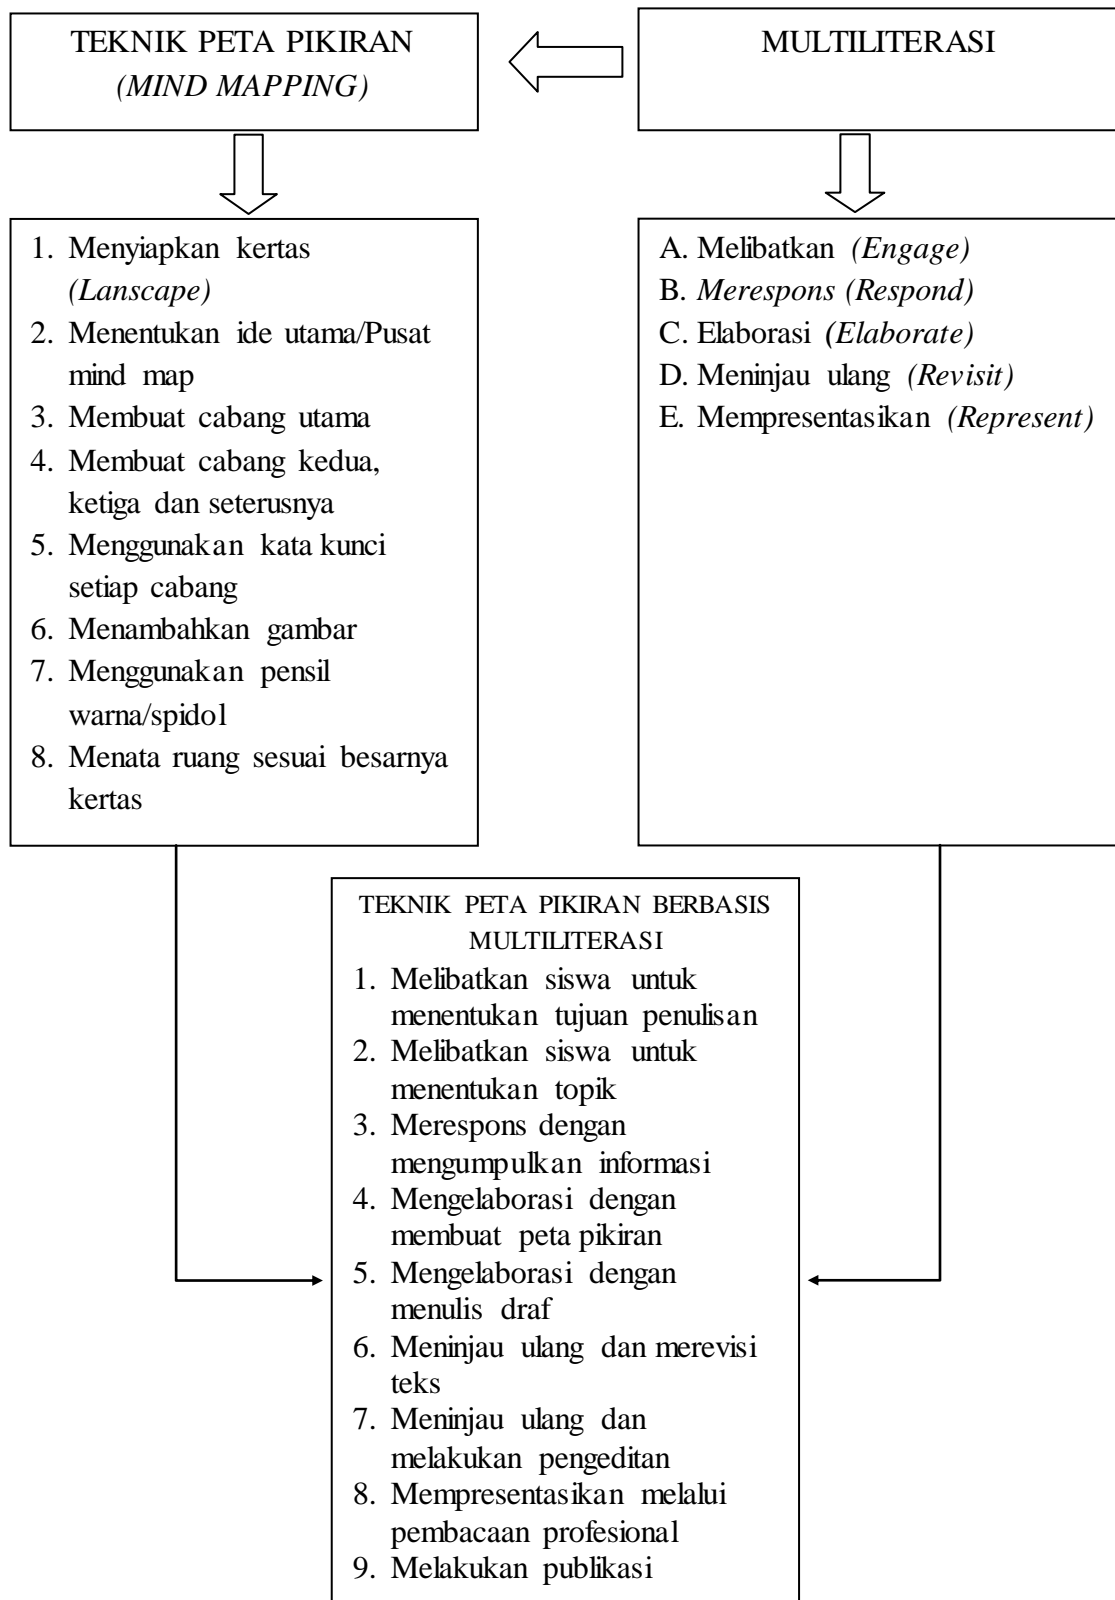 TEKNIK PETA PIKIRAN
(MIND MAPPING)
MULTILITERASI
1. Menyiapkan kertas
(Lanscape)
2. Menentukan ide utama/Pusat
mind map
3. Membuat cabang utama
4. Membuat cabang kedua,
ketiga dan seterusnya
5. Menggunakan kata kunci
setiap cabang
6. Menambahkan gambar
7. Menggunakan pensil
warna/spidol
8. Menata ruang sesuai besarnya
kertas
A. Melibatkan (Engage)
B. Merespons (Respond)
C. Elaborasi (Elaborate)
D. Meninjau ulang (Revisit)
E. Mempresentasikan (Represent)
TEKNIK PETA PIKIRAN BERBASIS
MULTILITERASI
1. Melibatkan siswa untuk
menentukan tujuan penulisan
2. Melibatkan siswa untuk
menentukan topik
3. Merespons dengan
mengumpulkan informasi
4. Mengelaborasi dengan
membuat peta pikiran
5. Mengelaborasi dengan
menulis draf
6. Meninjau ulang dan merevisi
teks
7. Meninjau ulang dan
melakukan pengeditan
8. Mempresentasikan melalui
pembacaan profesional
9. Melakukan publikasi